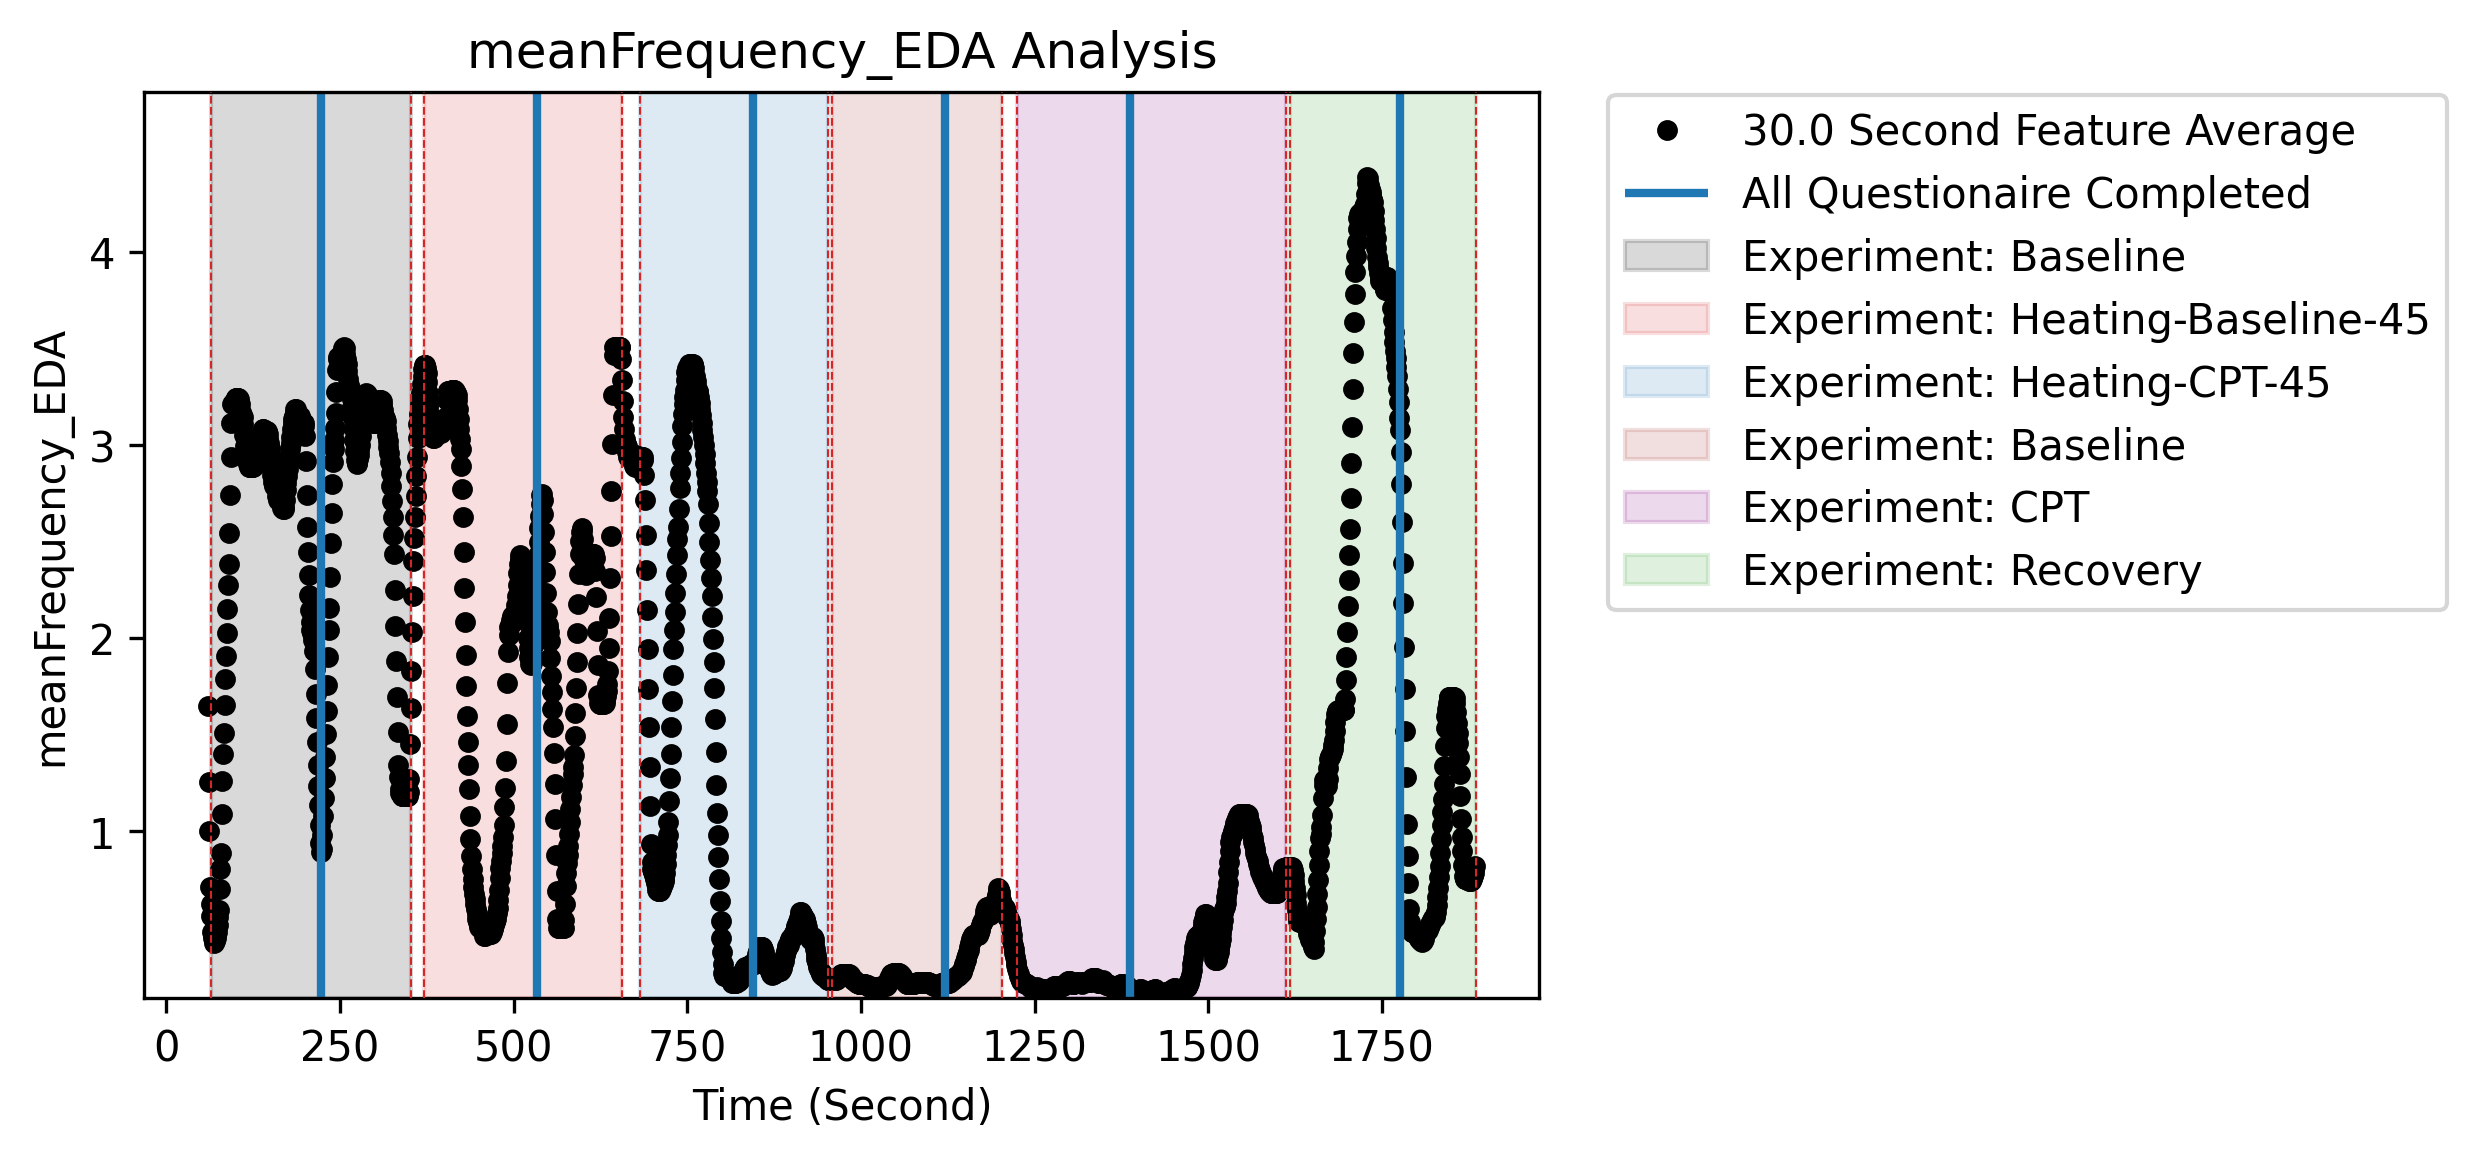 meanFrequency_EDA Analysis
meanFrequency_EDA
4
3
2
1
0
250
500
750
1000
1250
1500
1750
Time (Second)
30.0 Second Feature Average
All Questionaire Completed
Experiment: Baseline
Experiment: Heating-Baseline-45
Experiment: Heating-CPT-45
Experiment: Baseline
Experiment: CPT
Experiment: Recovery